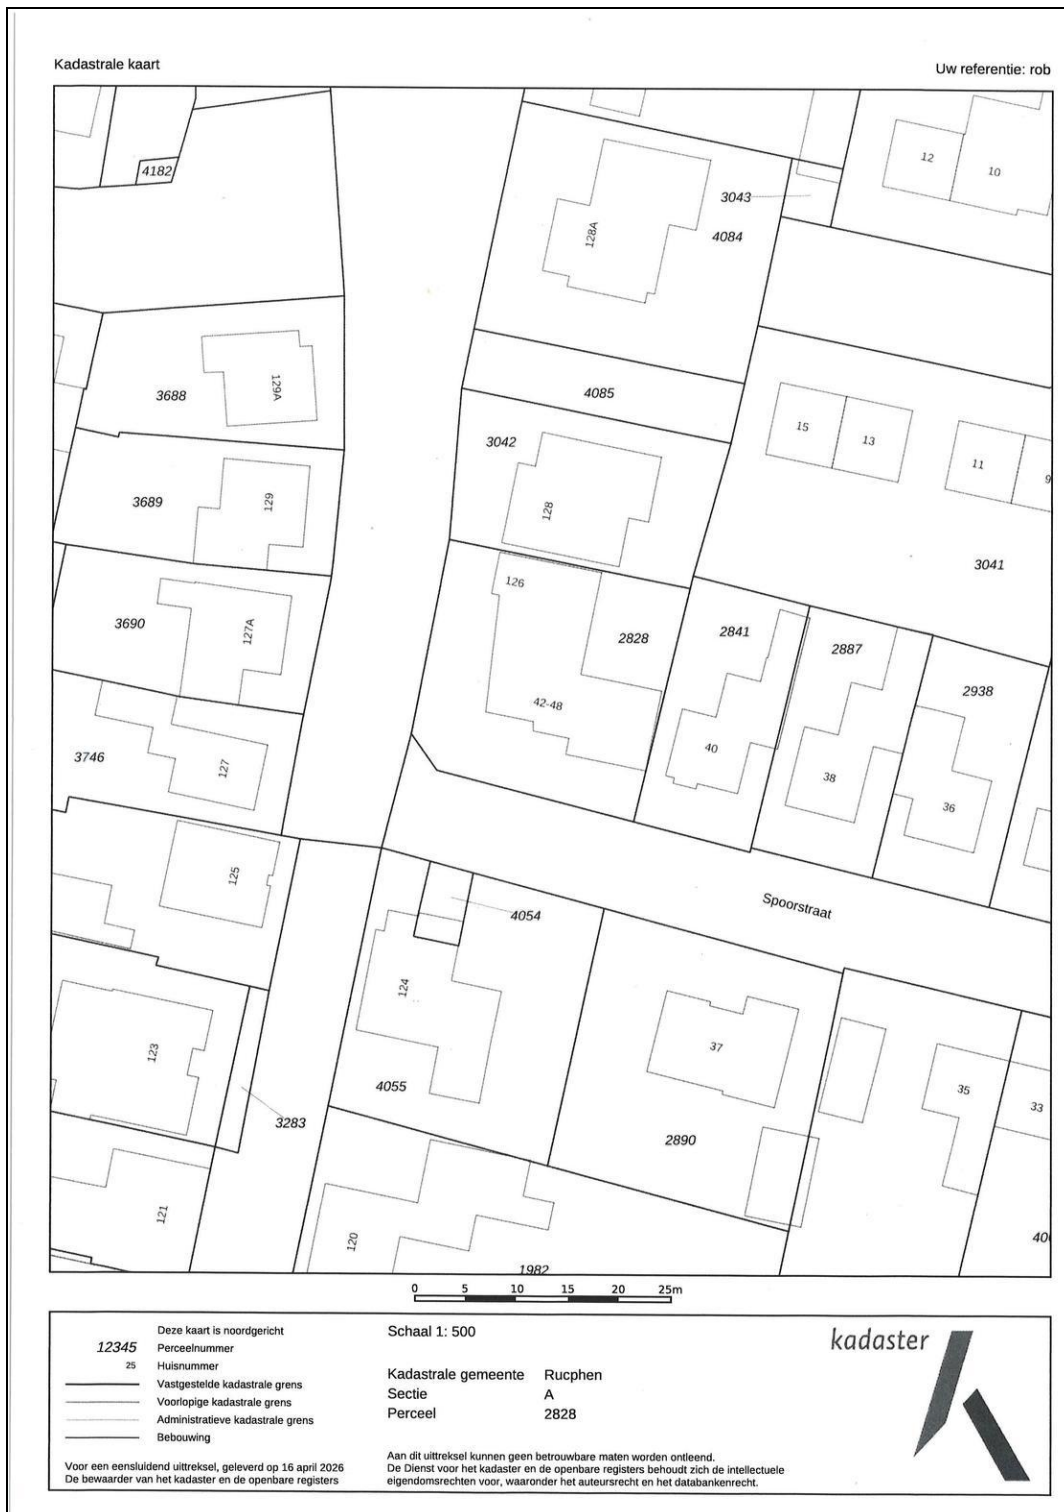 Kadastrale kaart
Uw referentie: rob
4182
12
10
3043
4084
128A
3688
129A
4085
3042
15
13
11
9
3689
129
128
3041
3690
127A
126
2828
2841
2887
2938
42-48
40
38
36
3746
127
125
Spoorstraat
4054
124
123
37
35
33
4055
3283
2890
121
120
1982
40
0 5 10 15 20 25m
Deze kaart is noordgericht
12345 Perceelnummer
25 Huisnummer
Vastgestelde kadastrale grens
Voorlopige kadastrale grens
Administratieve kadastrale grens
Bebouwing
Voor een eensluidend uittreksel, geleverd op 16 april 2026
De bewaarder van het kadaster en de openbare registers
Schaal 1: 500
Kadastrale gemeente Rucphen
Sectie A
Perceel 2828
Aan dit uittreksel kunnen geen betrouwbare maten worden ontleend.
De Dienst voor het kadaster en de openbare registers behoudt zich de intellectuele
eigendomsrechten voor, waaronder het auteursrecht en het databankenrecht.
kadaster